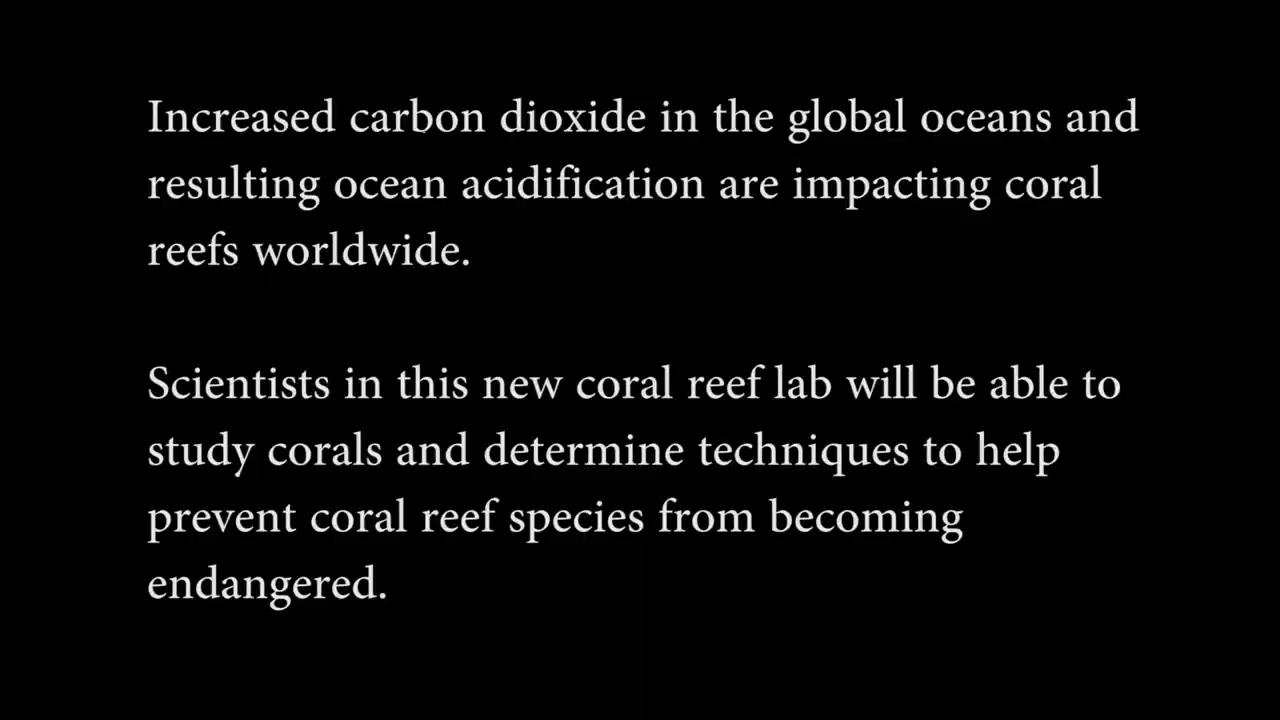 Increased carbon dioxide in the global oceans and
resulting ocean acidification are impacting coral
reefs worldwide.
Scientists in this new coral reef lab will be able to
study corals and determine techniques to help
prevent coral reef species from becoming
endangered.